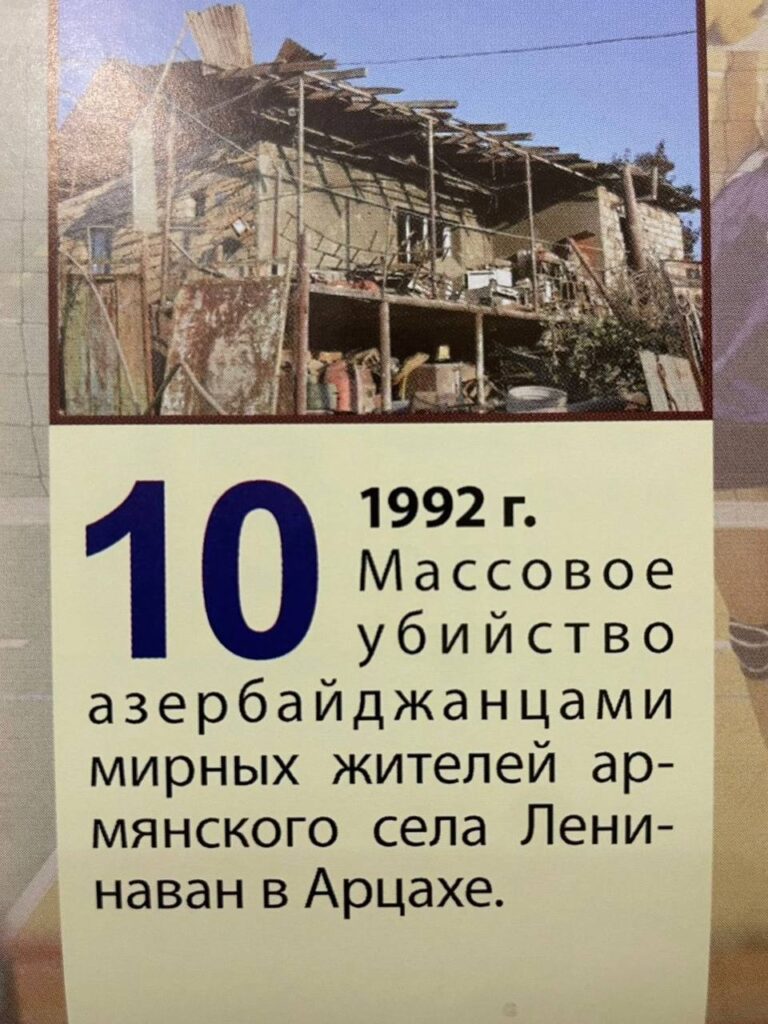 10
1992 г.
Массовое
убийство
азербайджанцами
мирных жителей ар-
мянского села Лени-
наван в Арцахе.